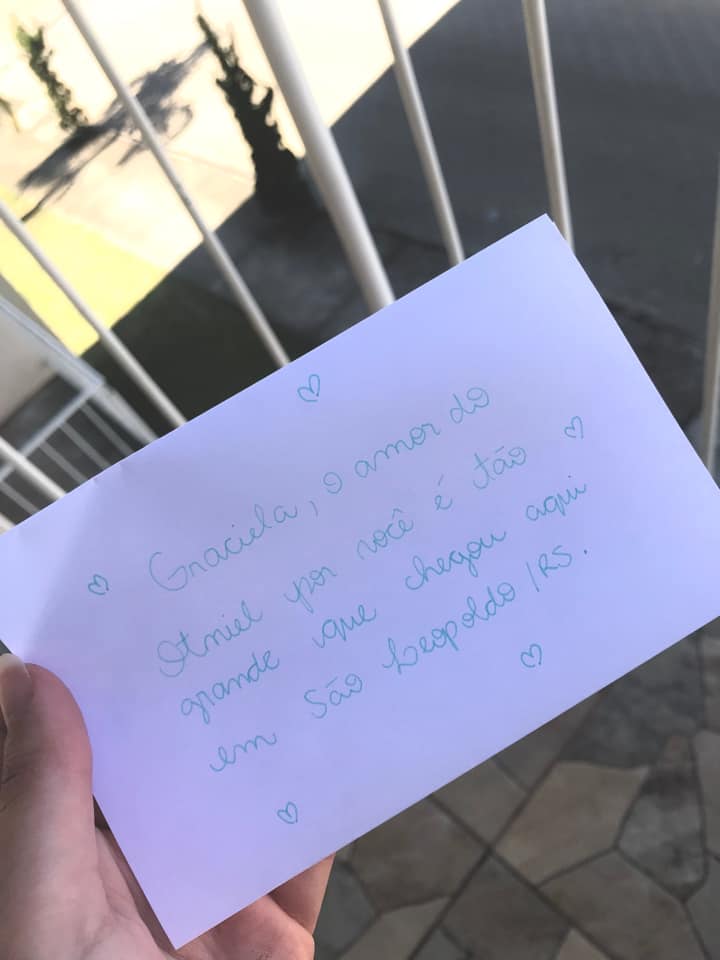 Graciela, o amor do
Otniel por você é tão
grande que chegou aqui
em São Leopoldo/RS.